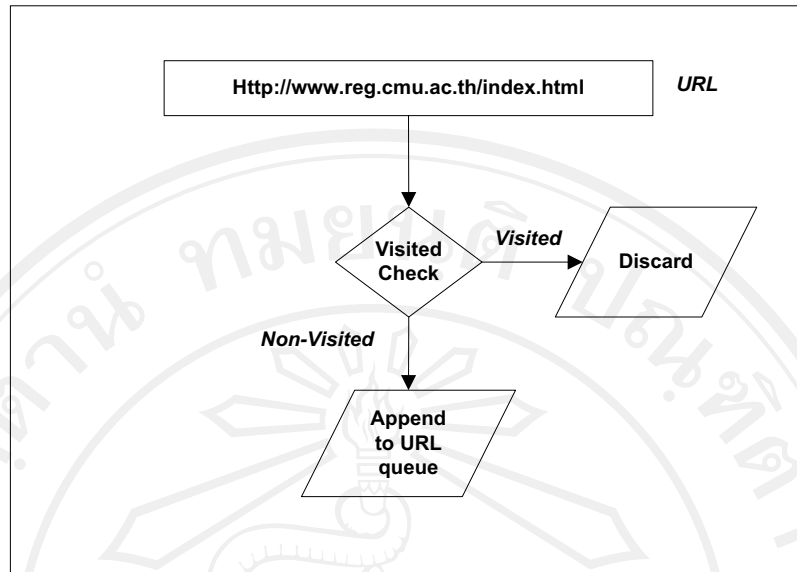 Http://www.reg.cmu.ac.th/index.html
URL
Visited
Check
Visited
Discard
Non-Visited
Append
to URL
queue